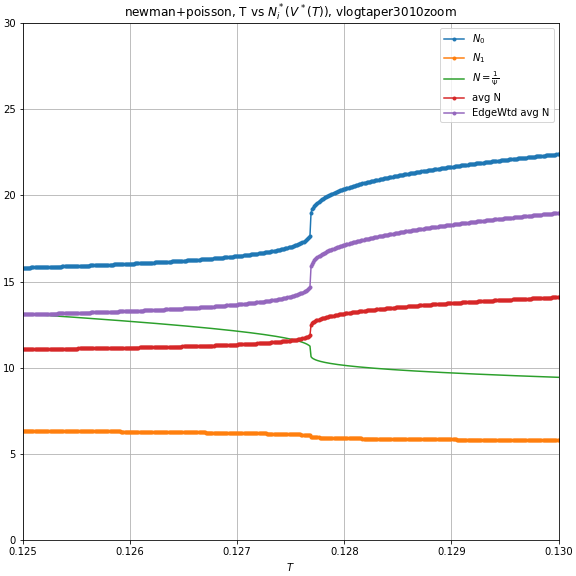 newman+poisson, T vs $N_i^*(V^*(T))$, vlogtaper3010zoom
30
25
20
15
10
5
0
$N_0$
$N_1$
$N = \frac{1}{\Psi}$
avg N
EdgeWtd avg N
0.125 0.126 0.127 0.128 0.129 0.130
T